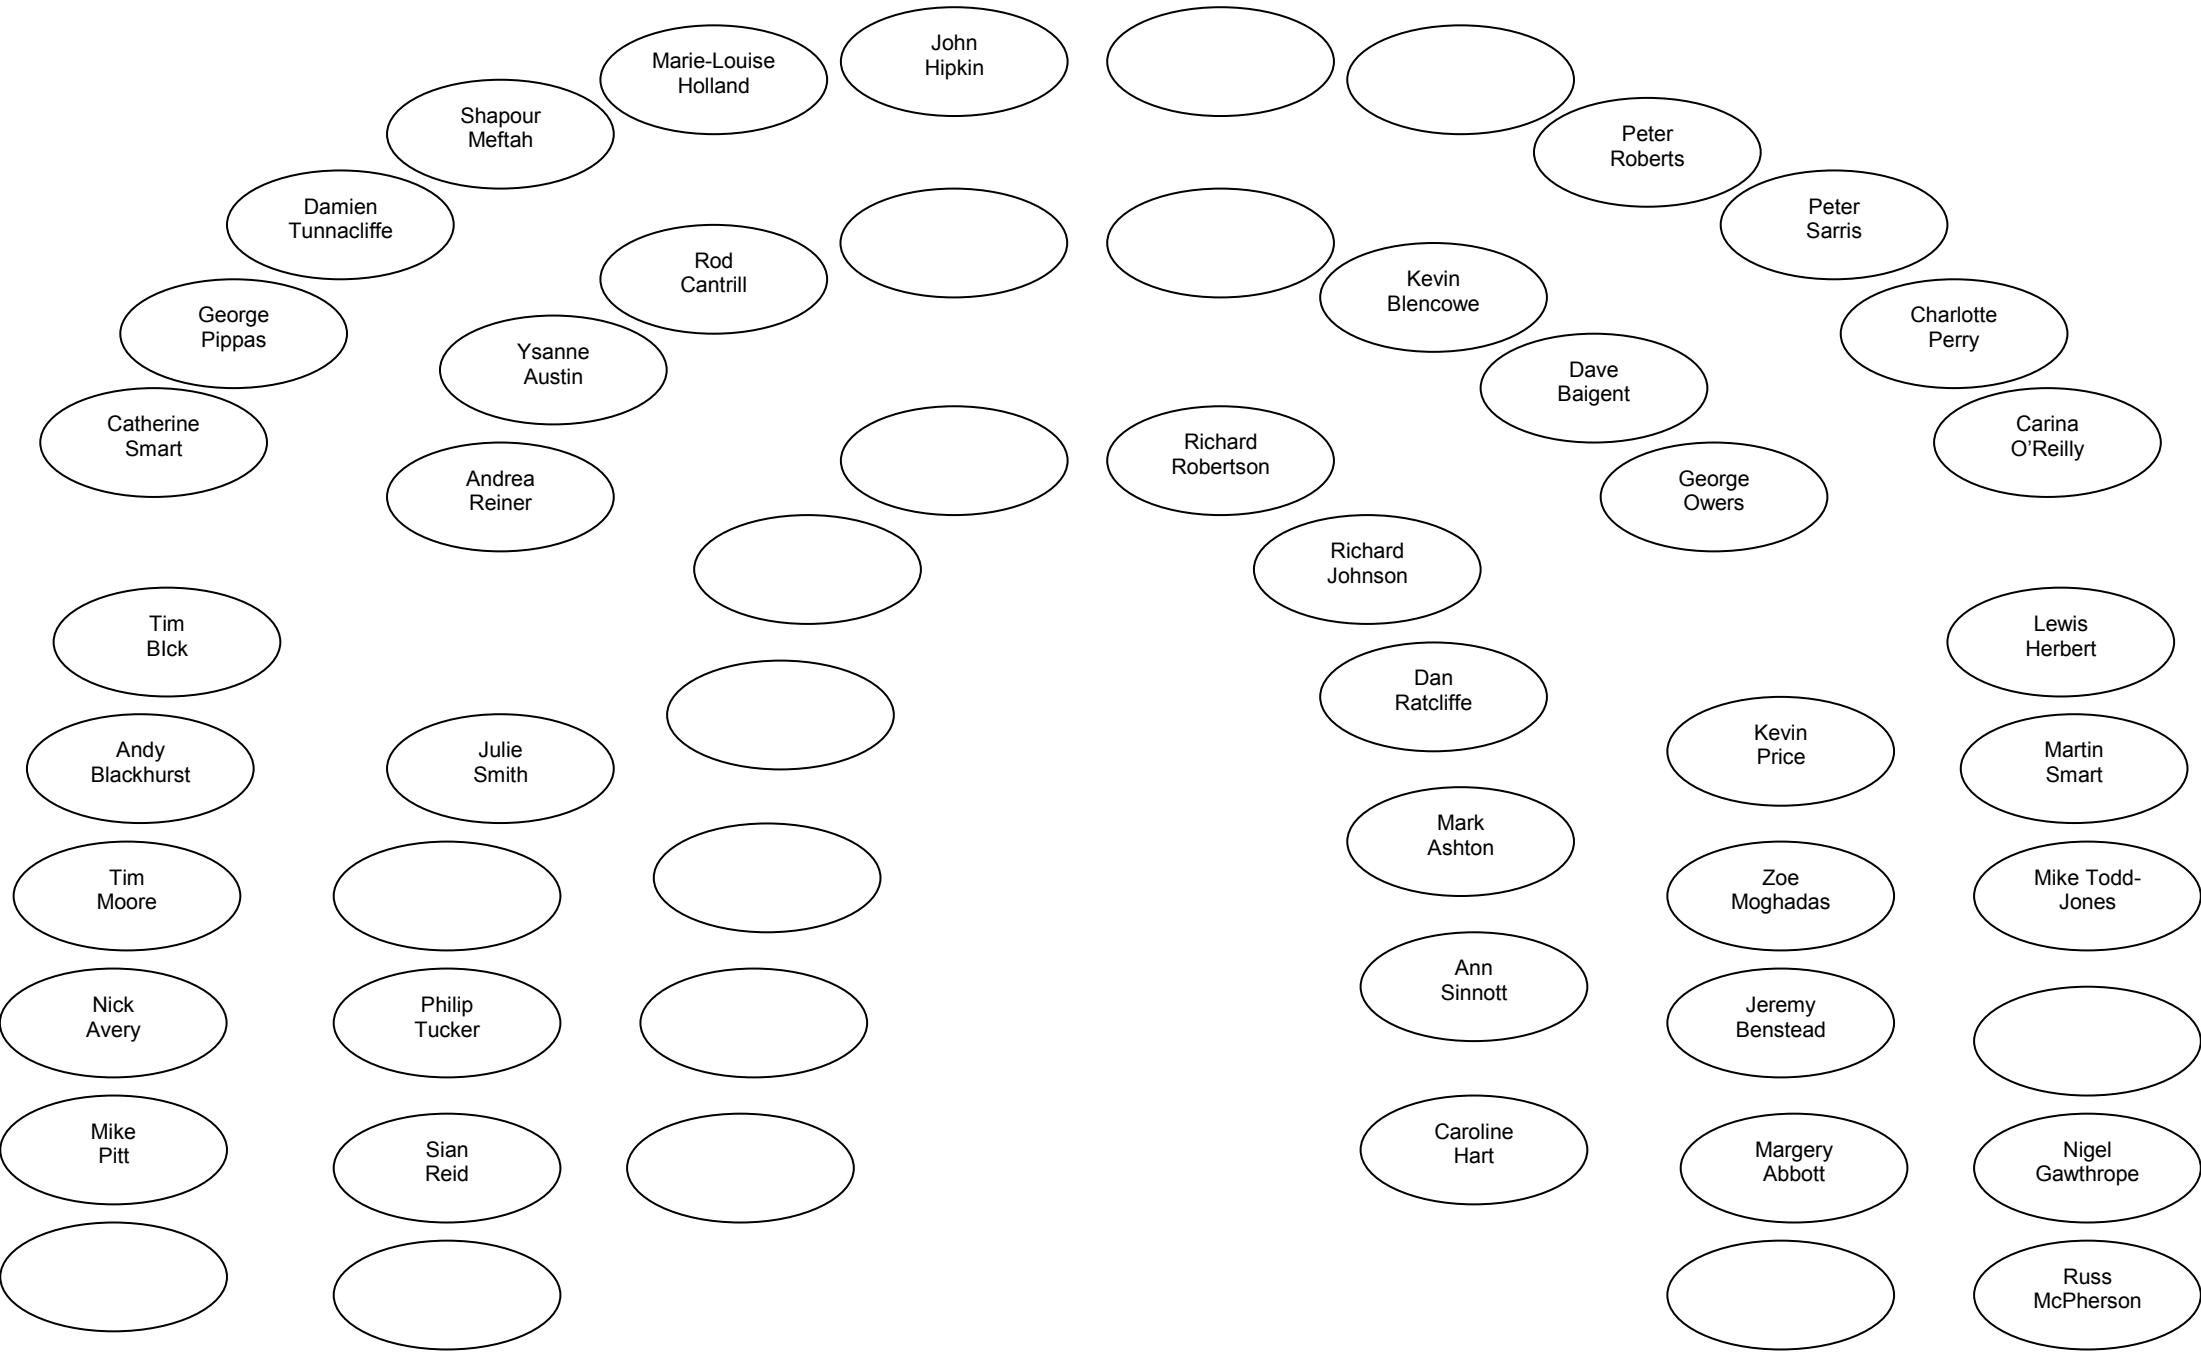 John
Hipkin
Marie-Louise
Holland
Shapour
Meftah
Peter
Roberts
Damien
Tunnacliffe
Peter
Sarris
Rod
Cantrill
Kevin
Blencowe
George
Pippas
Charlotte
Perry
Ysanne
Austin
Dave
Baigent
Catherine
Smart
Carina
O’Reilly
Richard
Robertson
Andrea
Reiner
George
Owers
Richard
Johnson
Tim
BIck
Lewis
Herbert
Dan
Ratcliffe
Kevin
Price
Andy
Blackhurst
Julie
Smith
Martin
Smart
Mark
Ashton
Tim
Moore
Zoe
Moghadas
Mike Todd-
Jones
Ann
Sinnott
Nick
Avery
Philip
Tucker
Jeremy
Benstead
Mike
Pitt
Caroline
Hart
Sian
Reid
Margery
Abbott
Nigel
Gawthrope
Russ
McPherson